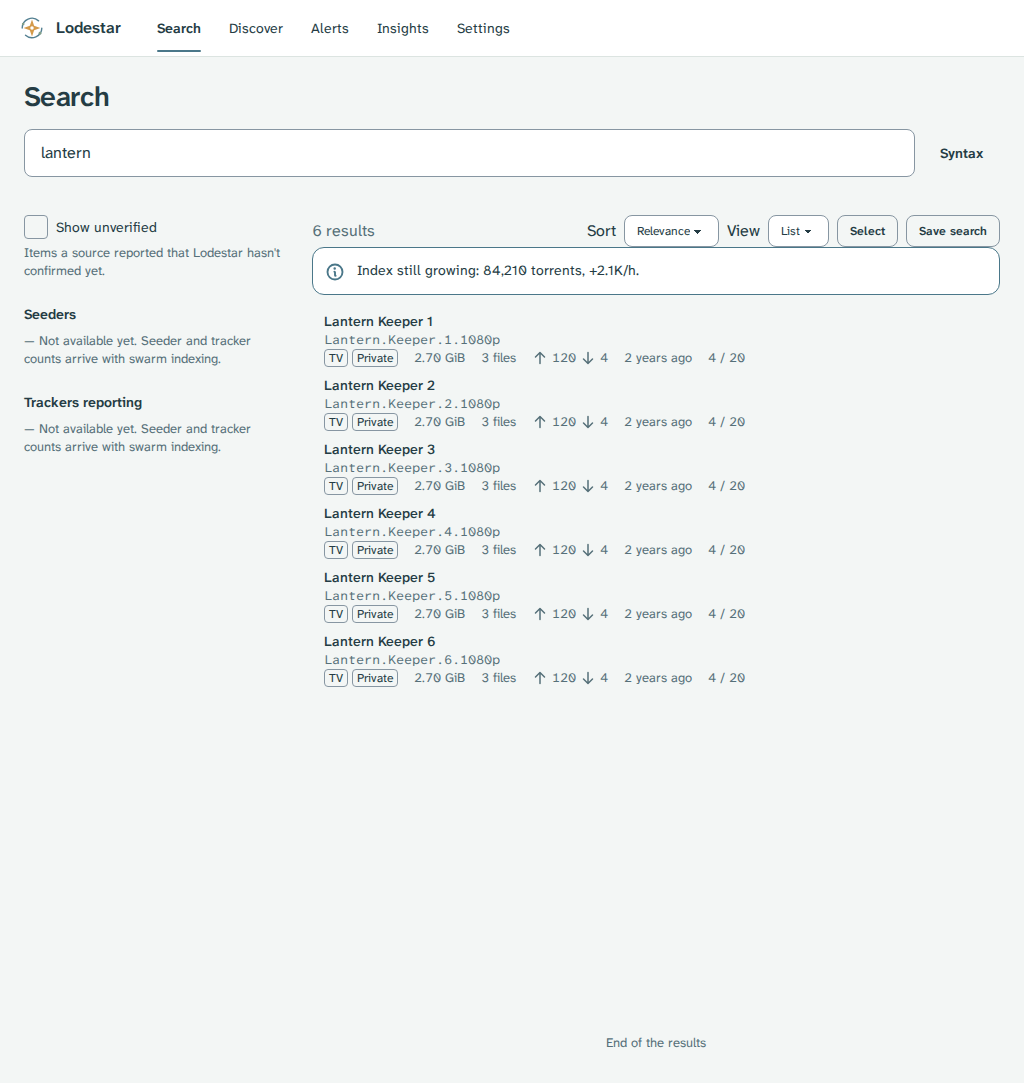 Lodestar Search Discover Alerts Insights Settings
Search
lantern
Syntax
Show unverified
Items a source reported that Lodestar hasn't
confirmed yet.
Seeders
— Not available yet. Seeder and tracker
counts arrive with swarm indexing.
Trackers reporting
— Not available yet. Seeder and tracker
counts arrive with swarm indexing.
6 results Sort Relevance View List Select Save search
Index still growing: 84,210 torrents, +2.1K/h.
Lantern Keeper 1
Lantern.Keeper.1.1080p
TV Private 2.70 GiB 3 files ↑ 120 ↓ 4 2 years ago 4 / 20
Lantern Keeper 2
Lantern.Keeper.2.1080p
TV Private 2.70 GiB 3 files ↑ 120 ↓ 4 2 years ago 4 / 20
Lantern Keeper 3
Lantern.Keeper.3.1080p
TV Private 2.70 GiB 3 files ↑ 120 ↓ 4 2 years ago 4 / 20
Lantern Keeper 4
Lantern.Keeper.4.1080p
TV Private 2.70 GiB 3 files ↑ 120 ↓ 4 2 years ago 4 / 20
Lantern Keeper 5
Lantern.Keeper.5.1080p
TV Private 2.70 GiB 3 files ↑ 120 ↓ 4 2 years ago 4 / 20
Lantern Keeper 6
Lantern.Keeper.6.1080p
TV Private 2.70 GiB 3 files ↑ 120 ↓ 4 2 years ago 4 / 20
End of the results